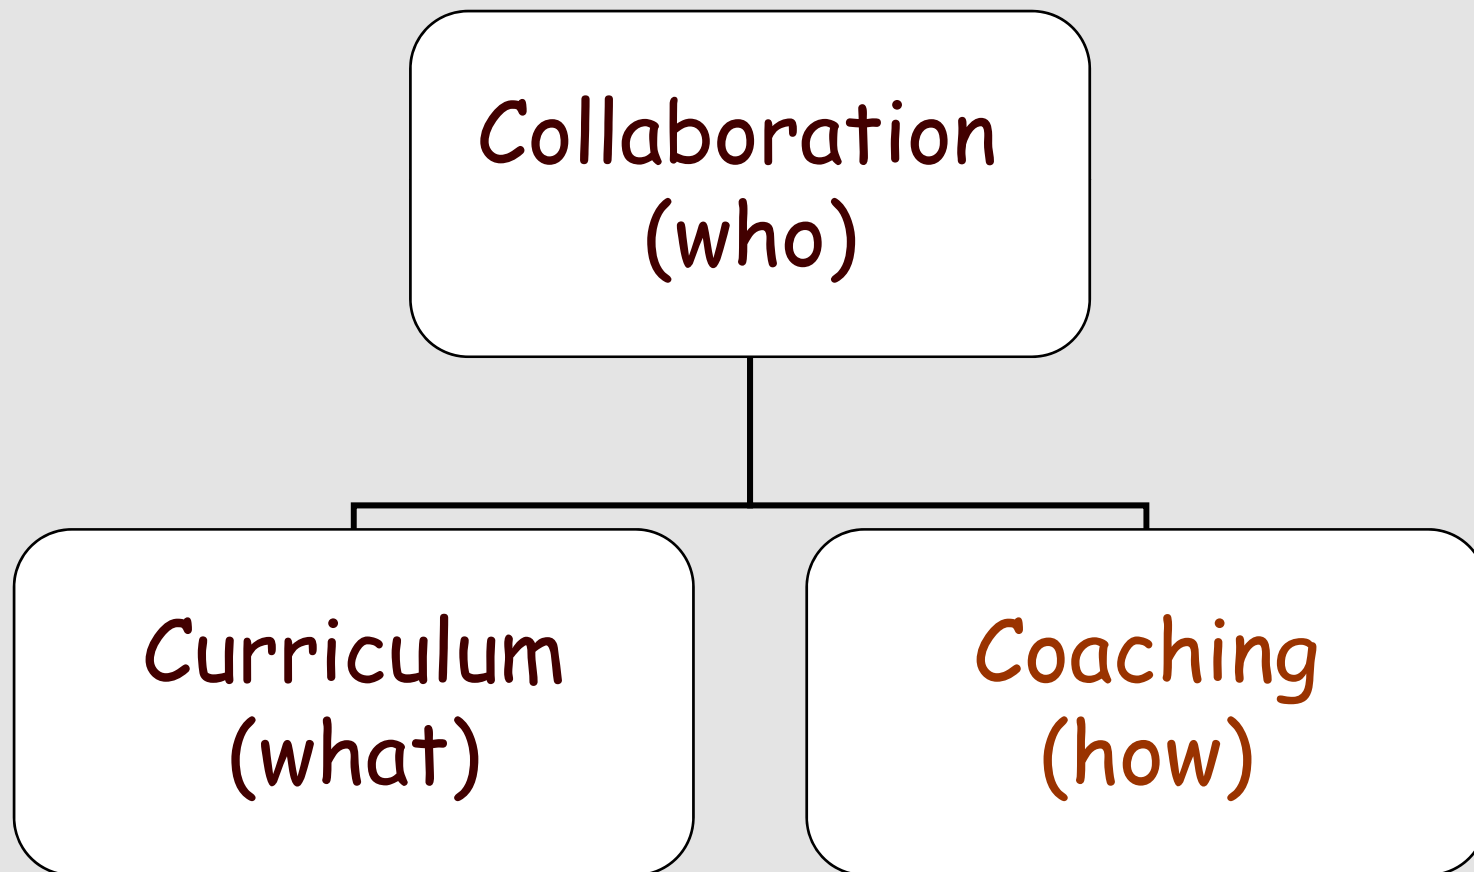 Collaboration
(who)
Curriculum
(what)
Coaching
(how)